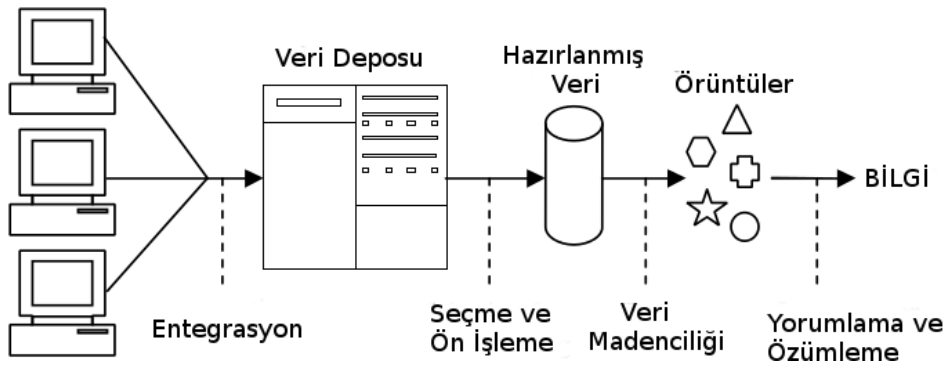 Veri Deposu
Hazırlanmış
Veri
Örüntüler
BİLGİ
Entegrasyon
Seçme ve
Ön İşleme
Veri
Madenciliği
Yorumlama ve
Özümleme